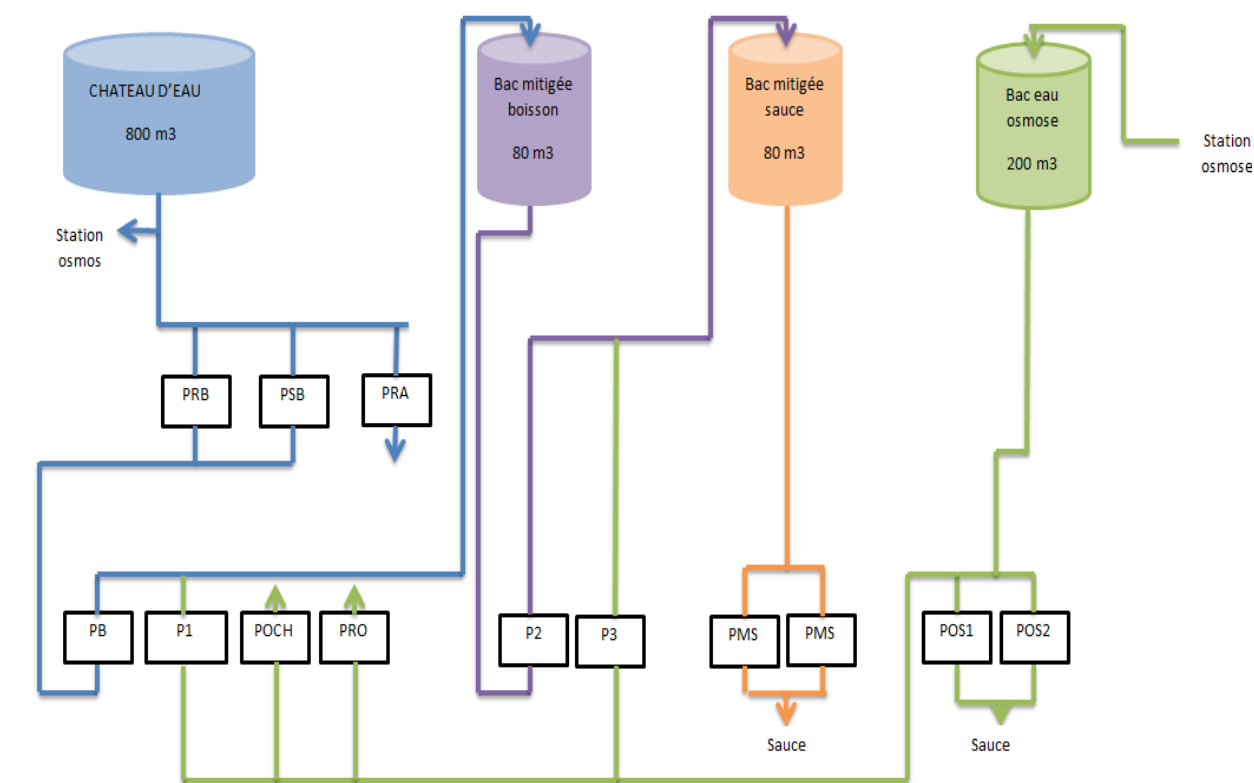 CHATEAU D'EAU
800 m3
Bac mitigée
boisson
80 m3
Bac mitigée
sauce
80 m3
Bac eau
osmose
200 m3
Station
osmose
Station
osmos
PRB
PSB
PRA
PB
P1
POCH
PRO
P2
P3
PMS
PMS
POS1
POS2
Sauce
Sauce